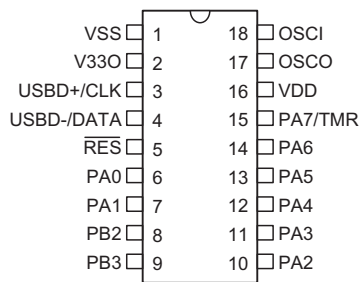 VSS 1 18 OSCI
V33O 2 17 OSCO
USBD+/CLK 3 16 VDD
USBD-/DATA 4 15 PA7/TMR
RES 5 14 PA6
PA0 6 13 PA5
PA1 7 12 PA4
PB2 8 11 PA3
PB3 9 10 PA2